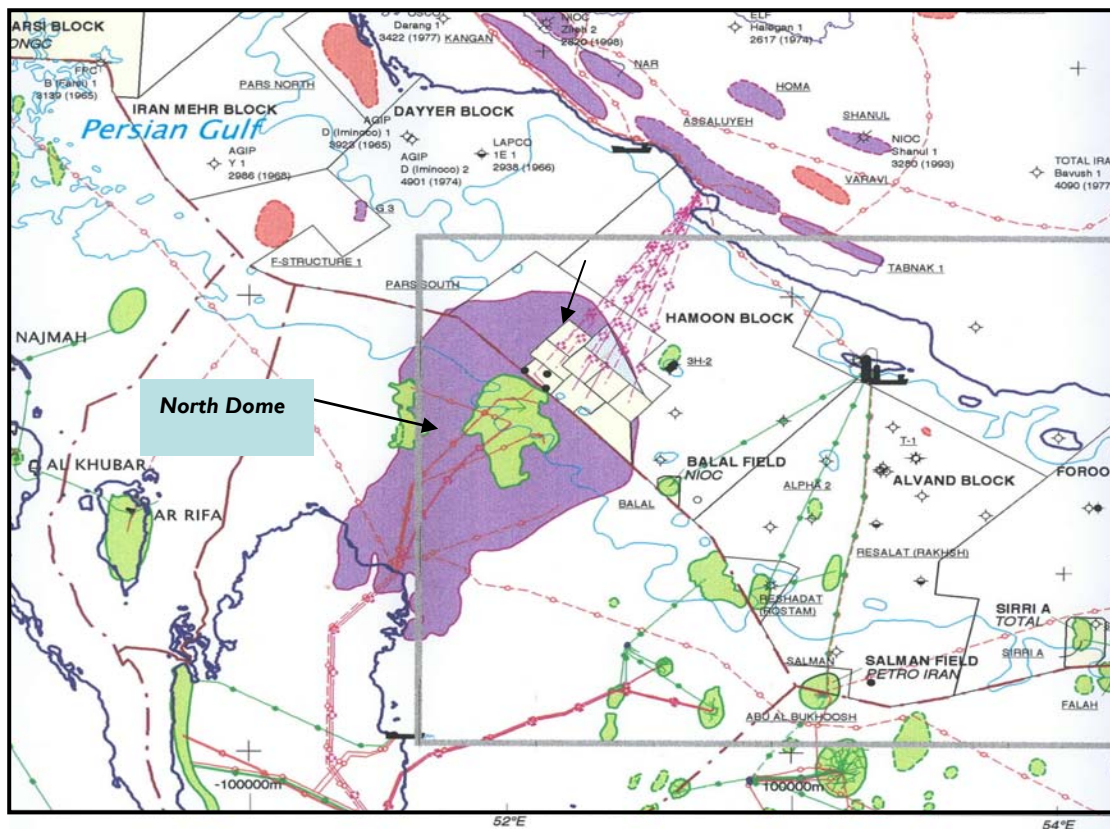 ARSI BLOCK
ONGC
FPC
B (Farsi) 1
3139 (1965)
Darang 1
3422 (1977)
KANGAN
NIOC
Zireh 2
2820 (1998)
ELF
Halegan 1
2617 (1974)
NAR
HOMA
PARS NORTH
IRAN MEHR BLOCK
Persian Gulf
DAYYER BLOCK
ASSALUYEH
SHANUL
NIOC
Shanul 1
3280 (1993)
AGIP
D (Iminoco) 1
3923 (1965)
AGIP
Y 1
2986 (1968)
AGIP
D (Iminoco) 2
4901 (1974)
LAPCO
1E 1
2938 (1966)
VARAVI
TOTAL IRA
Bavush 1
4090 (1977
G 3
F-STRUCTURE 1
PARS SOUTH
TABNAK 1
HAMOON BLOCK
NAJMAH
3H-2
North Dome
T-1
AL KHUBAR
AR RIFA
BALAL FIELD
NIOC
ALVAND BLOCK
FOROO
BALAL
ALPHA 2
RESALAT (RAKHSH)
RESHADAT
(ROSTAM)
SIRRI A
TOTAL
SIRRI A
SALMAN
SALMAN FIELD
PETRO IRAN
ABU AL BUKHOOSH
FALAH
-100000m
100000m
52°E
54°E